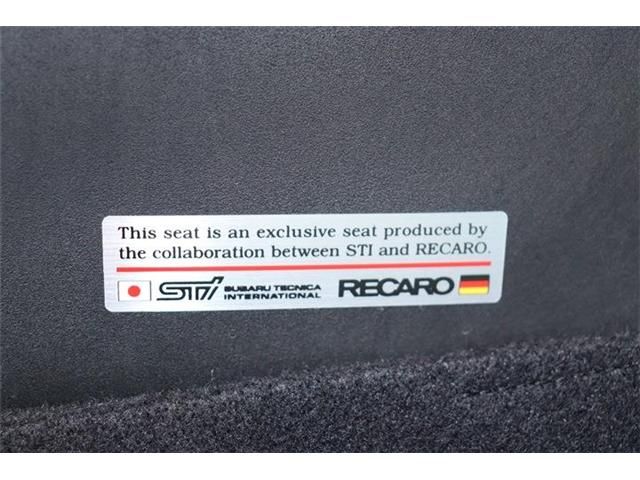 This seat is an exclusive seat produced by
the collaboration between STI and RECARO.
STI SUBARU TECNICA INTERNATIONAL RECARO